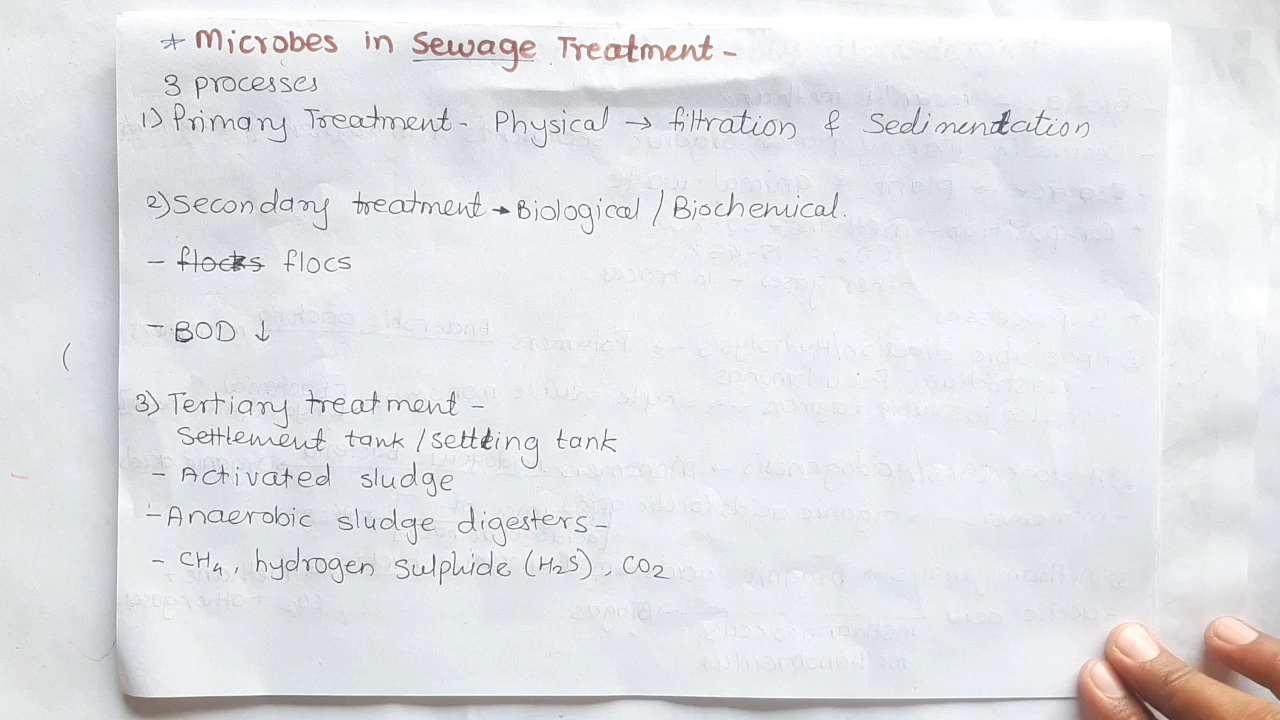 * Microbes in Sewage Treatment -
3 processes
1) Primary Treatment - Physical → filtration & Sedimentation
2) Secondary treatment → Biological / Biochemical.
- flocks flocs
- BOD ↓
3) Tertiary treatment -
Settlement tank / settling tank
- Activated sludge
- Anaerobic sludge digesters -
- CH4, hydrogen sulphide (H2S), CO2